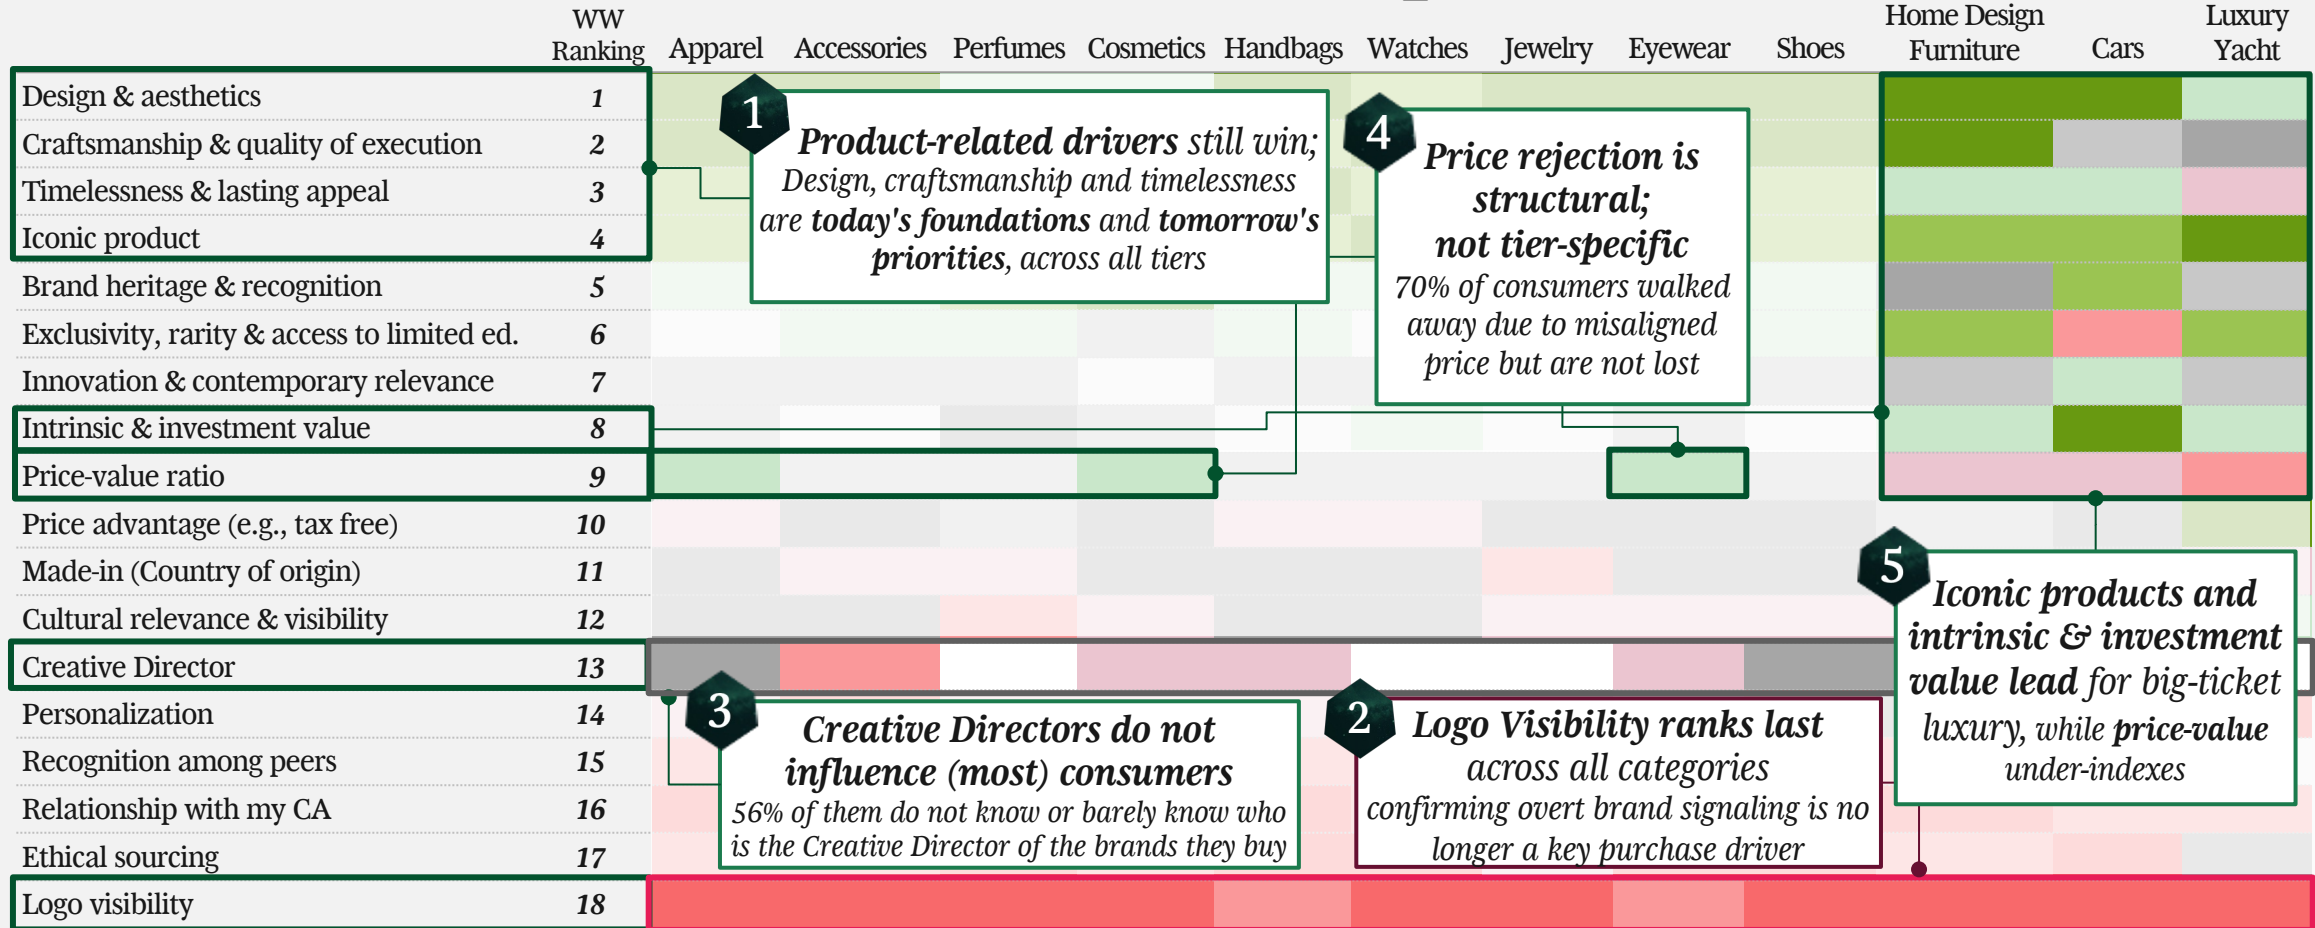 WW
Ranking
Apparel
Accessories
Perfumes
Cosmetics
Handbags
Watches
Jewelry
Eyewear
Shoes
Home Design
Furniture
Cars
Luxury
Yacht
Design & aesthetics 1
Craftsmanship & quality of execution 2
Timelessness & lasting appeal 3
Iconic product 4
Brand heritage & recognition 5
Exclusivity, rarity & access to limited ed. 6
Innovation & contemporary relevance 7
Intrinsic & investment value 8
Price-value ratio 9
Price advantage (e.g., tax free) 10
Made-in (Country of origin) 11
Cultural relevance & visibility 12
Creative Director 13
Personalization 14
Recognition among peers 15
Relationship with my CA 16
Ethical sourcing 17
Logo visibility 18
1
Product-related drivers still win;
Design, craftsmanship and timelessness
are today's foundations and tomorrow's
priorities, across all tiers
4
Price rejection is
structural;
not tier-specific
70% of consumers walked
away due to misaligned
price but are not lost
3
Creative Directors do not
influence (most) consumers
56% of them do not know or barely know who
is the Creative Director of the brands they buy
2
Logo Visibility ranks last
across all categories
confirming overt brand signaling is no
longer a key purchase driver
5
Iconic products and
intrinsic & investment
value lead for big-ticket
luxury, while price-value
under-indexes